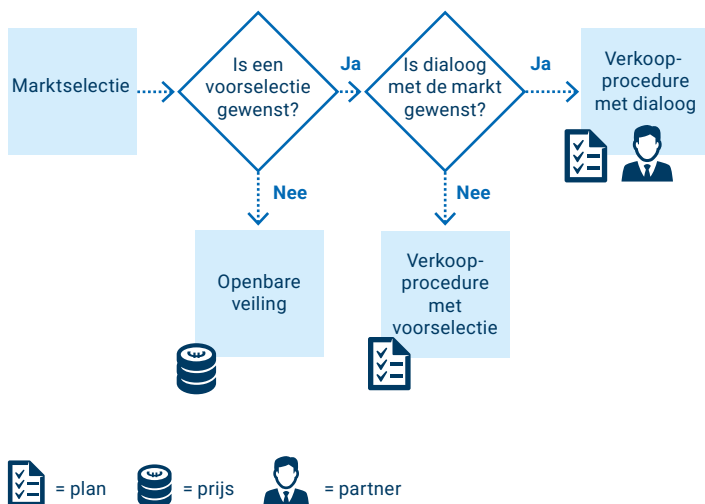 Marktselectie
Is een
voorselectie
gewenst?
Ja
Is dialoog
met de markt
gewenst?
Ja
Verkoop-
procedure
met dialoog
Nee
Nee
Openbare
veiling
Verkoop-
procedure
met
voorselectie
= plan
= prijs
= partner